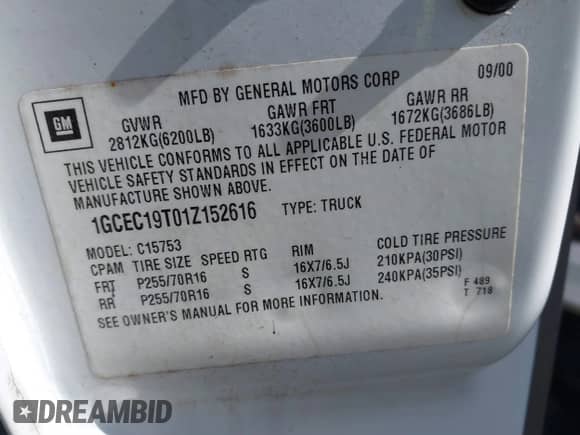 MFD BY GENERAL MOTORS CORP 09/00
GM
GVWR GAWR FRT GAWR RR
2812KG(6200LB) 1633KG(3600LB) 1672KG(3686LB)
THIS VEHICLE CONFORMS TO ALL APPLICABLE U.S. FEDERAL MOTOR
VEHICLE SAFETY STANDARDS IN EFFECT ON THE DATE OF
MANUFACTURE SHOWN ABOVE.
1GCEC19T01Z152616 TYPE: TRUCK
MODEL: C15753
CPAM TIRE SIZE SPEED RTG RIM COLD TIRE PRESSURE
FRT P255/70R16 S 16X7/6.5J 210KPA(30PSI)
RR P255/70R16 S 16X7/6.5J 240KPA(35PSI)
SEE OWNER'S MANUAL FOR MORE INFORMATION.
F 489
T 718
DREAMBID